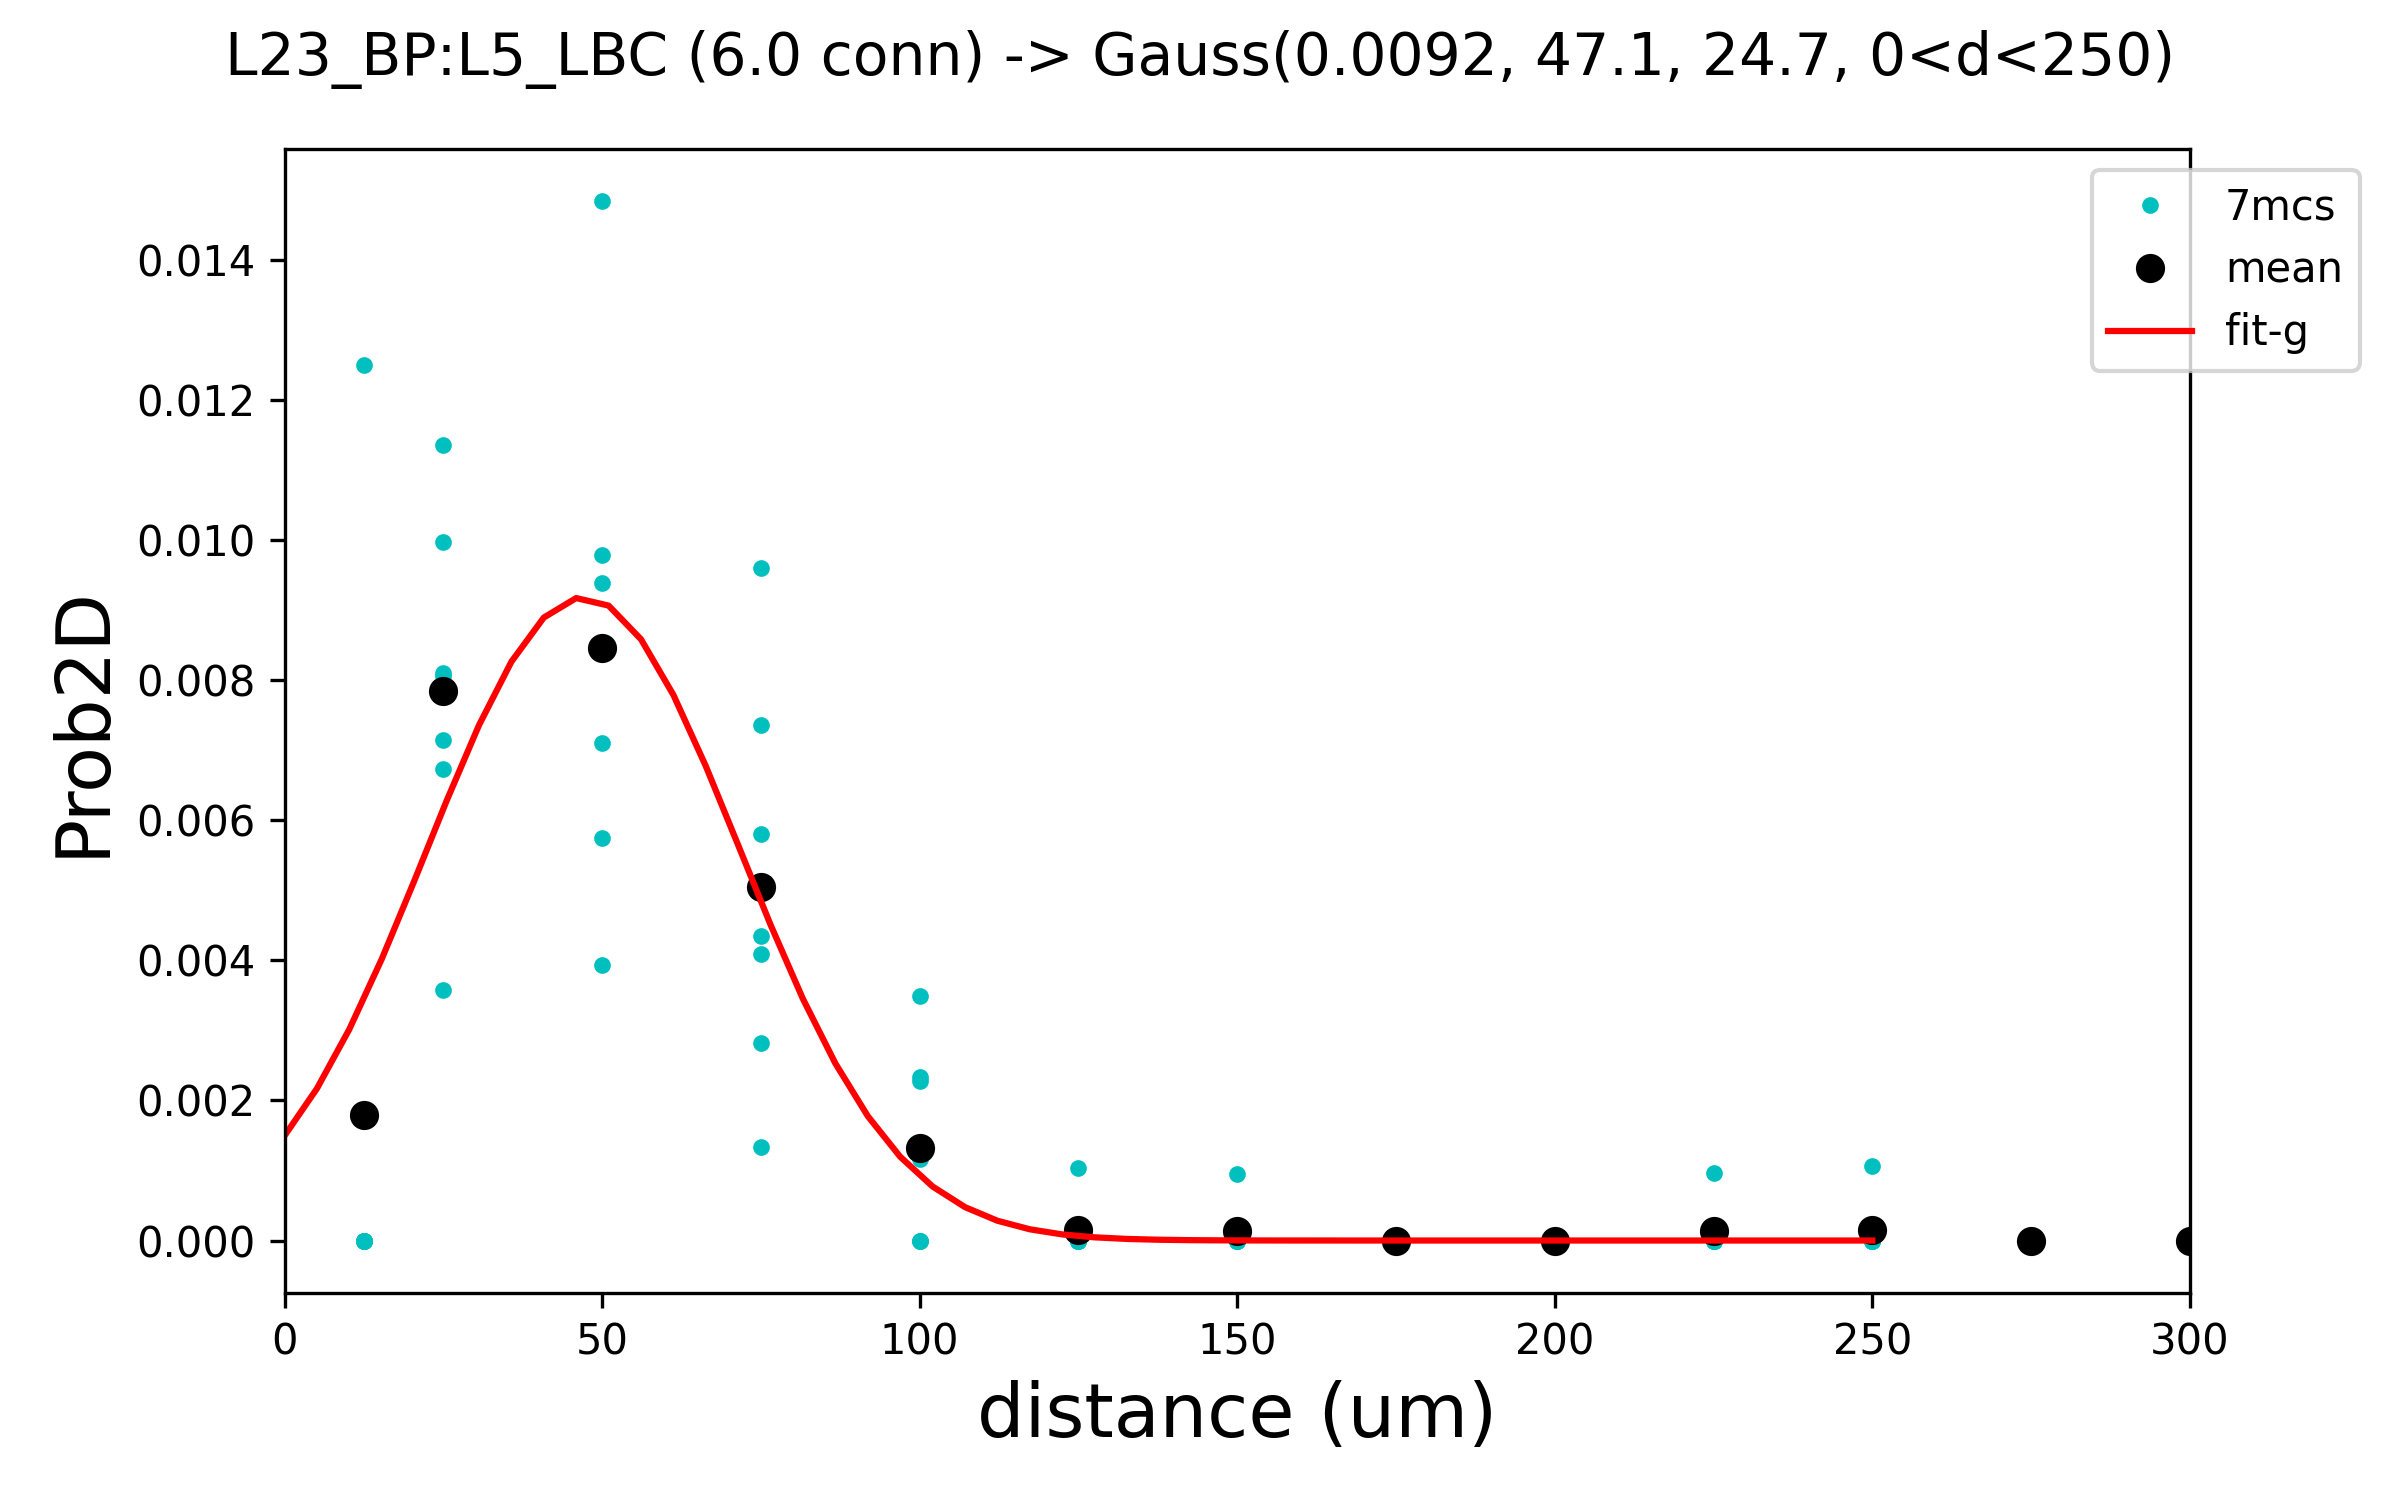 L23_BP:L5_LBC (6.0 conn) -> Gauss(0.0092, 47.1, 24.7, 0<d<250)
7mcs
mean
fit-g
Prob2D
0.014
0.012
0.010
0.008
0.006
0.004
0.002
0.000
0 50 100 150 200 250 300
distance (um)